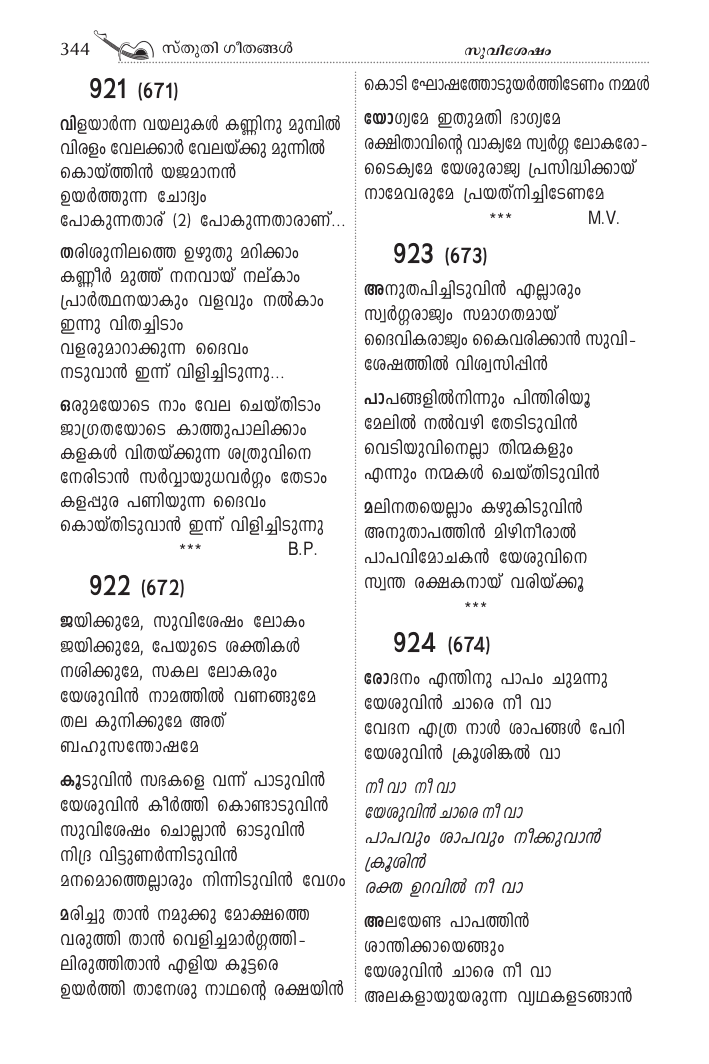 344 സ്തുതി ഗീതങ്ങൾ സുവിശേഷം
921 (671)
വിളയാർന്ന വയലുകൾ കണ്ണിനു മുമ്പിൽ
വിരളം വേലക്കാർ വേലയ്ക്കു മുന്നിൽ
കൊയ്ത്തിൻ യജമാനൻ
ഉയർത്തുന്ന ചോദ്യം
പോകുന്നതാര് (2) പോകുന്നതാരാണ്...
തരിശുനിലത്തെ ഉഴുതു മറിക്കാം
കണ്ണീർ മുത്ത് നനവായ് നല്കാം
പ്രാർത്ഥനയാകും വളവും നൽകാം
ഇന്നു വിതച്ചിടാം
വളരുമാറാക്കുന്ന ദൈവം
നടുവാൻ ഇന്ന് വിളിച്ചിടുന്നു...
ഒരുമയോടെ നാം വേല ചെയ്തിടാം
ജാഗ്രതയോടെ കാത്തുപാലിക്കാം
കളകൾ വിതയ്ക്കുന്ന ശത്രുവിനെ
നേരിടാൻ സർവ്വായുധവർഗ്ഗം തേടാം
കളപ്പുര പണിയുന്ന ദൈവം
കൊയ്തിടുവാൻ ഇന്ന് വിളിച്ചിടുന്നു
*** B.P.
922 (672)
ജയിക്കുമേ, സുവിശേഷം ലോകം
ജയിക്കുമേ, പേയുടെ ശക്തികൾ
നശിക്കുമേ, സകല ലോകരും
യേശുവിൻ നാമത്തിൽ വണങ്ങുമേ
തല കുനിക്കുമേ അത്
ബഹുസന്തോഷമേ
കൂടുവിൻ സഭകളെ വന്ന് പാടുവിൻ
യേശുവിൻ കീർത്തി കൊണ്ടാടുവിൻ
സുവിശേഷം ചൊല്ലാൻ ഓടുവിൻ
നിദ്ര വിട്ടുണർന്നിടുവിൻ
മനമൊത്തെല്ലാരും നിന്നിടുവിൻ വേഗം
മരിച്ചു താൻ നമുക്കു മോക്ഷത്തെ
വരുത്തി താൻ വെളിച്ചമാർഗ്ഗത്തി-
ലിരുത്തിതാൻ എളിയ കൂട്ടരെ
ഉയർത്തി താനേശു നാഥന്റെ രക്ഷയിൻ
കൊടി ഘോഷത്തോടുയർത്തിടേണം നമ്മൾ
യോഗ്യമേ ഇതുമതി ഭാഗ്യമേ
രക്ഷിതാവിന്റെ വാക്യമേ സ്വർഗ്ഗ ലോകരോ-
ടൈക്യമേ യേശുരാജ്യ പ്രസിദ്ധിക്കായ്
നാമേവരുമേ പ്രയത്നിച്ചിടേണമേ
*** M.V.
923 (673)
അനുതപിച്ചിടുവിൻ എല്ലാരും
സ്വർഗ്ഗരാജ്യം സമാഗതമായ്
ദൈവികരാജ്യം കൈവരിക്കാൻ സുവി-
ശേഷത്തിൽ വിശ്വസിപ്പിൻ
പാപങ്ങളിൽനിന്നും പിന്തിരിയൂ
മേലിൽ നൽവഴി തേടിടുവിൻ
വെടിയുവിനെല്ലാ തിന്മകളും
എന്നും നന്മകൾ ചെയ്തിടുവിൻ
മലിനതയെല്ലാം കഴുകിടുവിൻ
അനുതാപത്തിൻ മിഴിനീരാൽ
പാപവിമോചകൻ യേശുവിനെ
സ്വന്ത രക്ഷകനായ് വരിയ്ക്കൂ
***
924 (674)
രോദനം എന്തിനു പാപം ചുമന്നു
യേശുവിൻ ചാരെ നീ വാ
വേദന എത്ര നാൾ ശാപങ്ങൾ പേറി
യേശുവിൻ ക്രൂശിങ്കൽ വാ
നീ വാ നീ വാ
യേശുവിൻ ചാരെ നീ വാ
പാപവും ശാപവും നീക്കുവാൻ
ക്രൂശിൻ
രക്ത ഉറവിൽ നീ വാ
അലയേണ്ട പാപത്തിൻ
ശാന്തിക്കായെങ്ങും
യേശുവിൻ ചാരെ നീ വാ
അലകളായുയരുന്ന വ്യഥകളടങ്ങാൻ